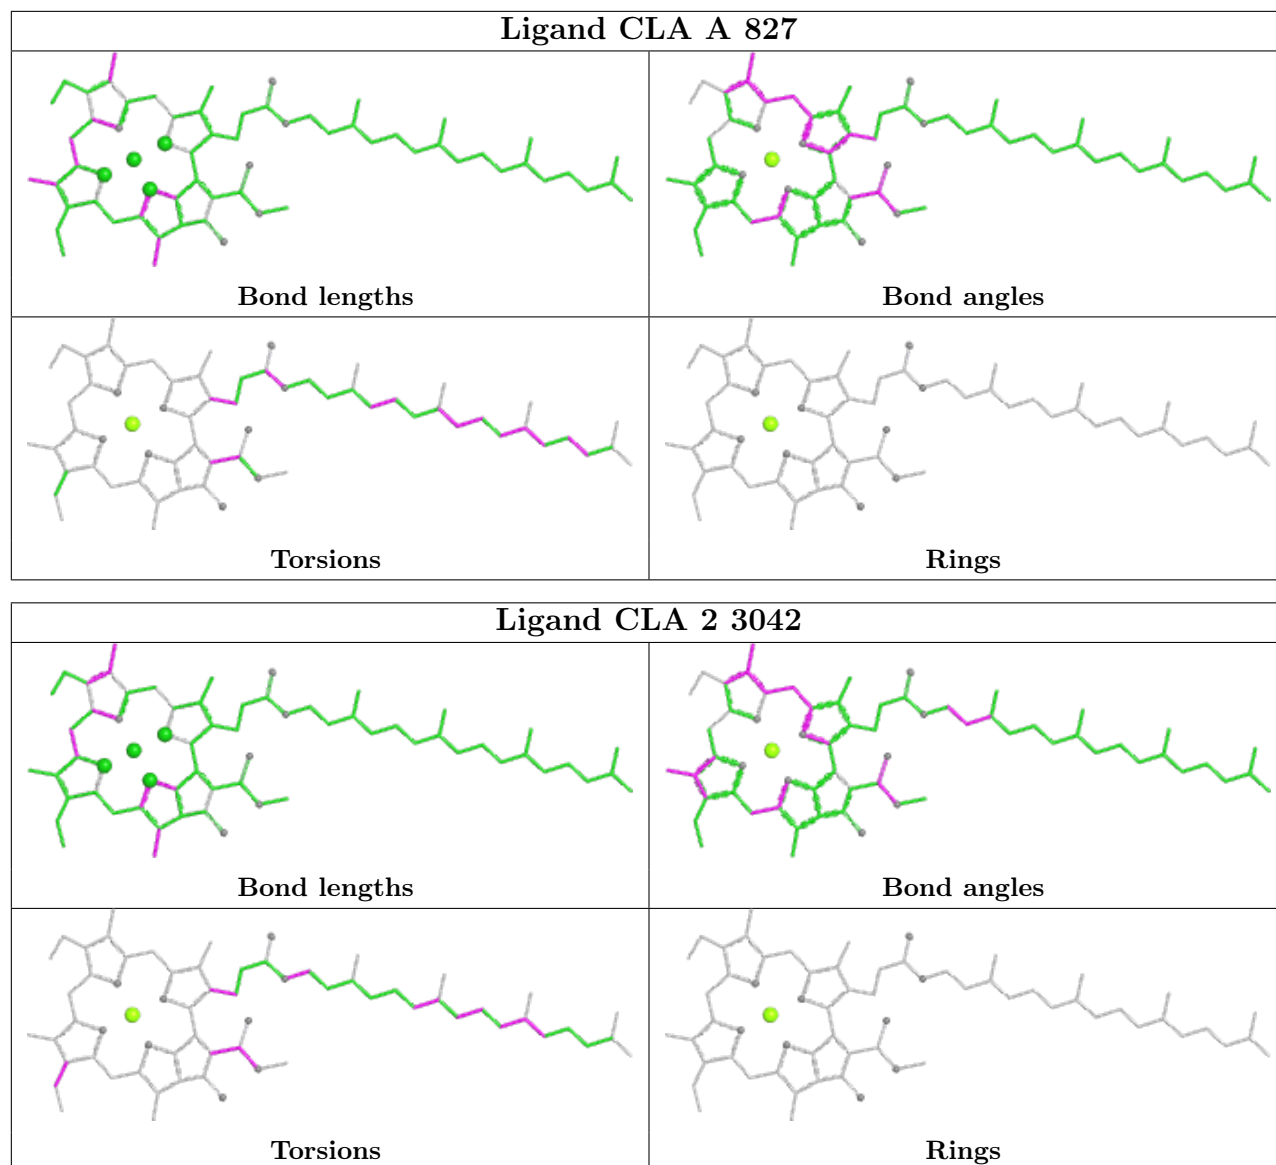 Ligand CLA A 827
Bond lengths
Bond angles
Torsions
Rings
Ligand CLA 2 3042
Bond lengths
Bond angles
Torsions
Rings